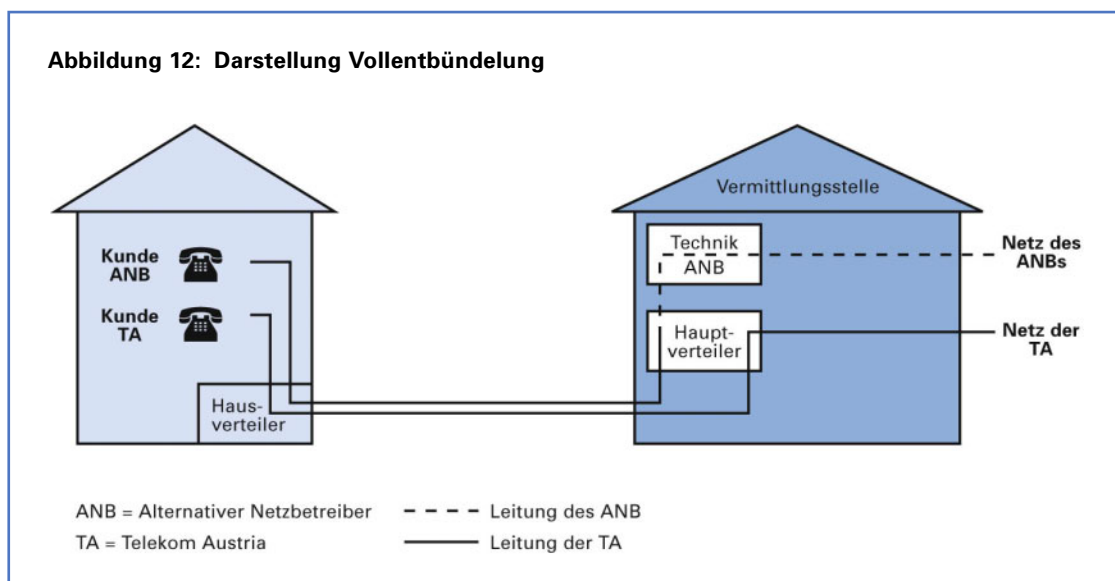 Abbildung 12: Darstellung Vollentbündelung
Vermittlungsstelle
Kunde
ANB
Kunde
TA
Haus-
verteiler
Technik
ANB
Haupt-
verteiler
Netz des
ANBs
Netz der
TA
ANB = Alternativer Netzbetreiber
Leitung des ANB
TA = Telekom Austria
Leitung der TA